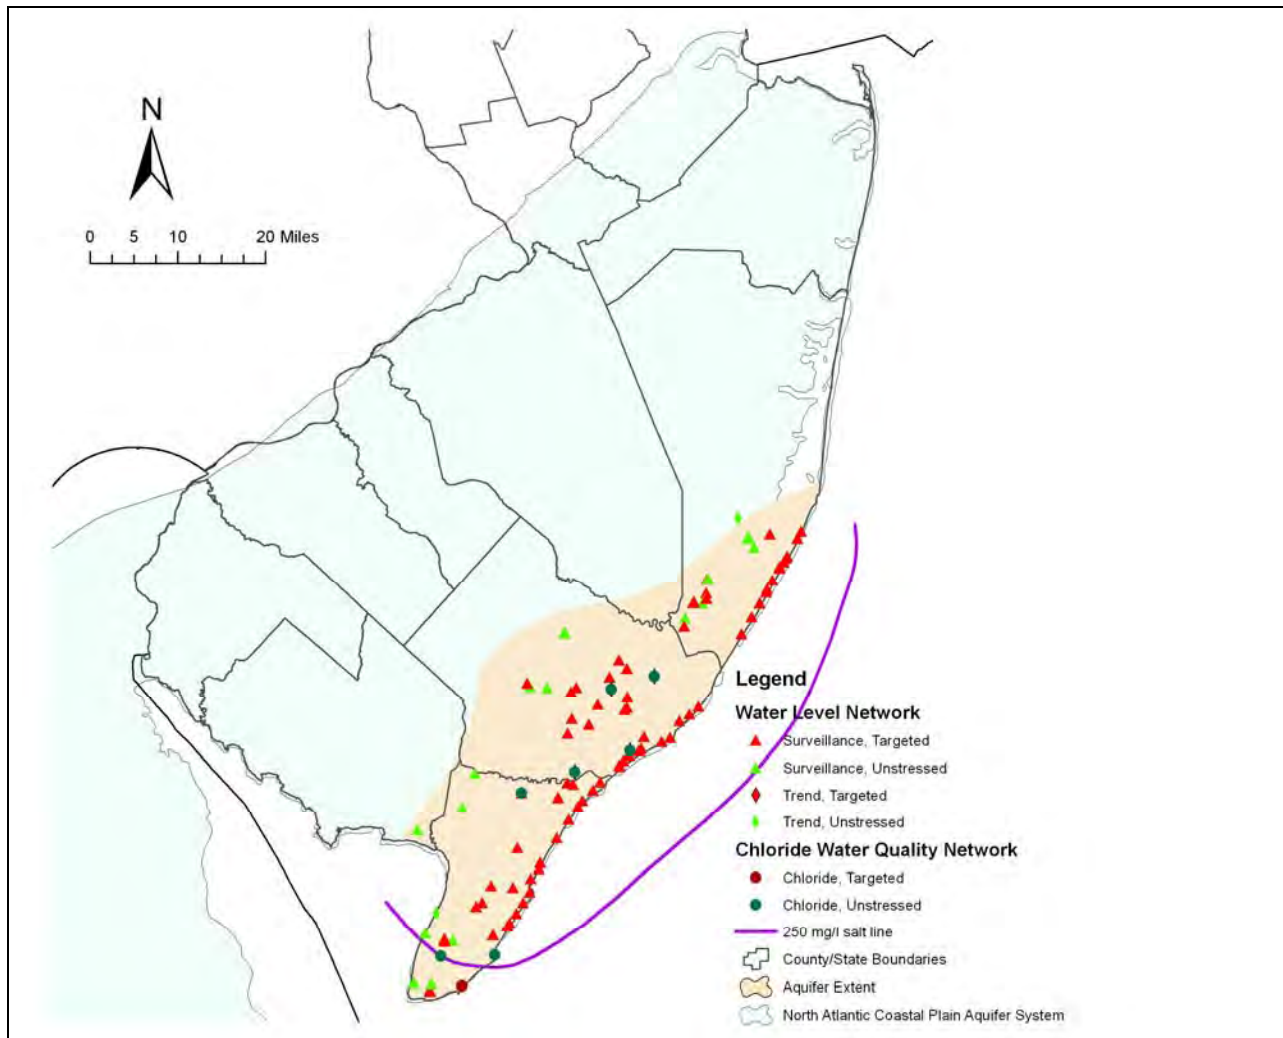 N
0 5 10 20 Miles
Legend
Water Level Network
Surveillance, Targeted
Surveillance, Unstressed
Trend, Targeted
Trend, Unstressed
Chloride Water Quality Network
Chloride, Targeted
Chloride, Unstressed
250 mg/l salt line
County/State Boundaries
Aquifer Extent
North Atlantic Coastal Plain Aquifer System